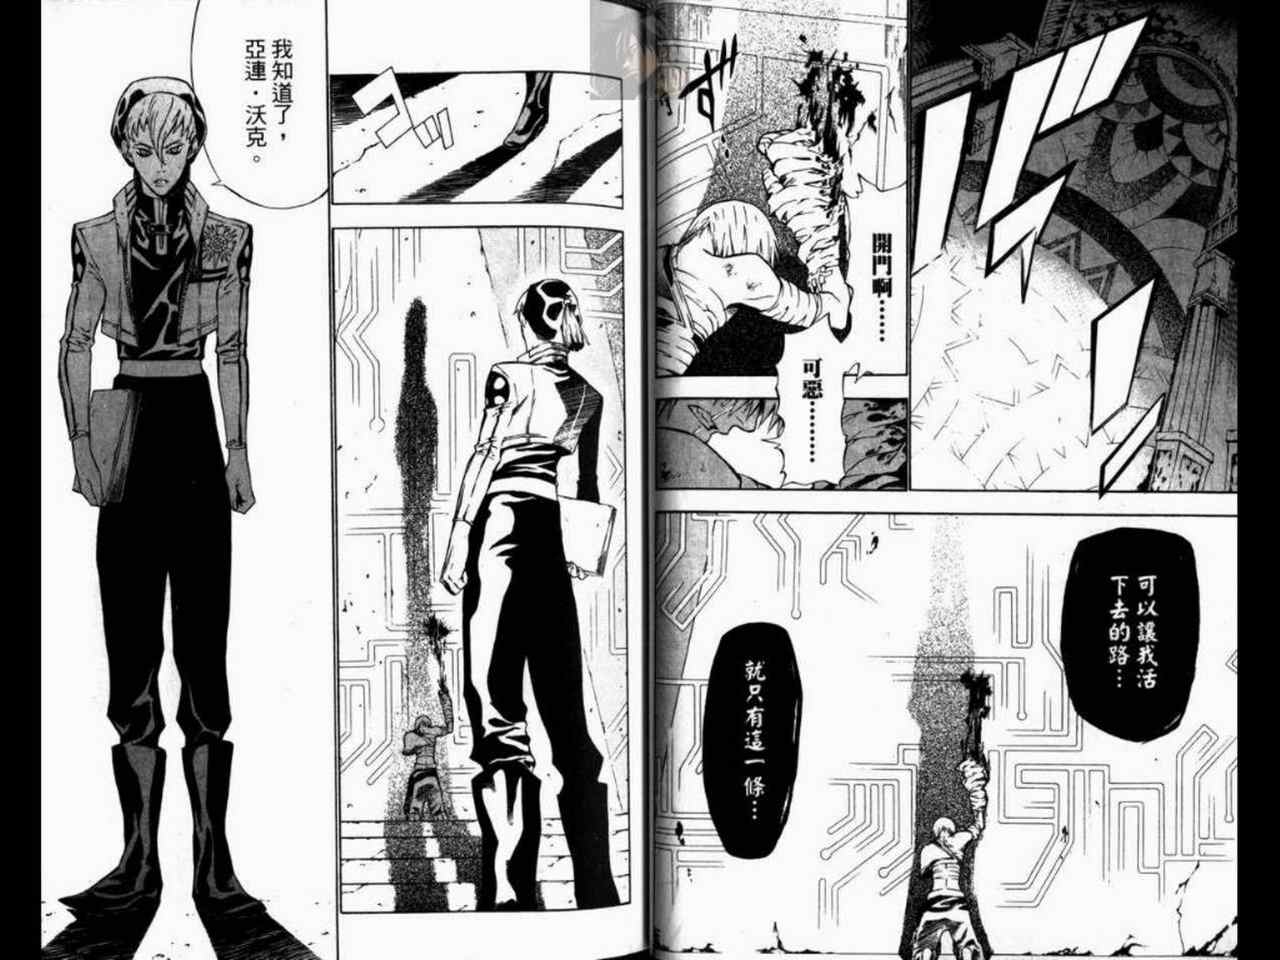 開門啊……
可惡………
可以讓我活
下去的路…
就只有這一條…
我知道了，
亞連・沃克。